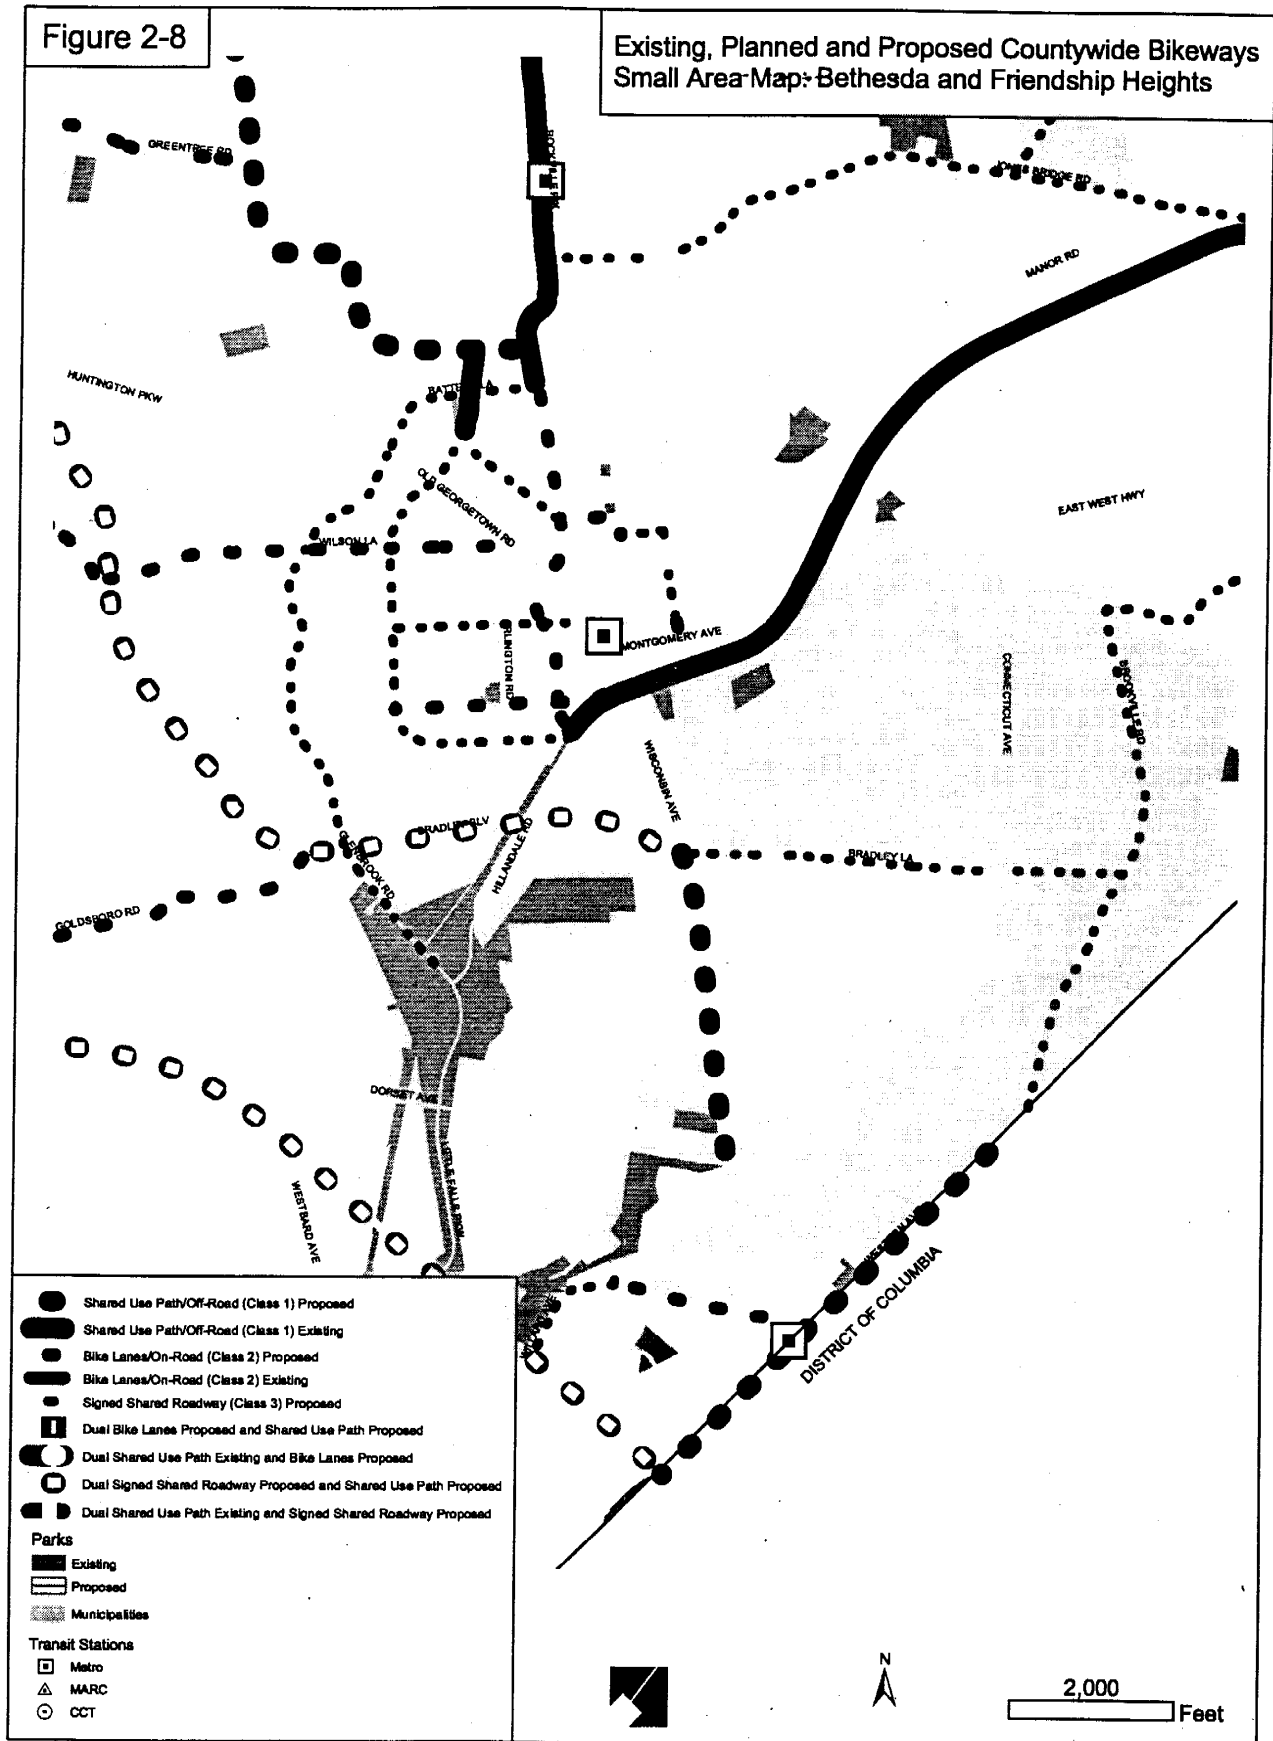 Figure 2-8
Existing, Planned and Proposed Countywide Bikeways
Small Area Map: Bethesda and Friendship Heights
GREENTREE RD
JONES BRIDGE RD
MANOR RD
HUNTINGTON PKW
OLD GEORGETOWN RD
EAST WEST HWY
WILSON LA
MONTGOMERY AVE
RLINGTON RD
CONNECTICUT AVE
BROOKVILLE RD
WISCONSIN AVE
BRADLEY BLV
HILLANDALE RD
GLENBROOK RD
BRADLEY LA
GOLDSBORO RD
DORSET AVE
LITTLE FALLS PKW
WESTBARD AVE
DISTRICT OF COLUMBIA
Shared Use Path/Off-Road (Class 1) Proposed
Shared Use Path/Off-Road (Class 1) Existing
Bike Lanes/On-Road (Class 2) Proposed
Bike Lanes/On-Road (Class 2) Existing
Signed Shared Roadway (Class 3) Proposed
Dual Bike Lanes Proposed and Shared Use Path Proposed
Dual Shared Use Path Existing and Bike Lanes Proposed
Dual Signed Shared Roadway Proposed and Shared Use Path Proposed
Dual Shared Use Path Existing and Signed Shared Roadway Proposed
Parks
Existing
Proposed
Municipalities
Transit Stations
Metro
MARC
CCT
N
2,000
Feet